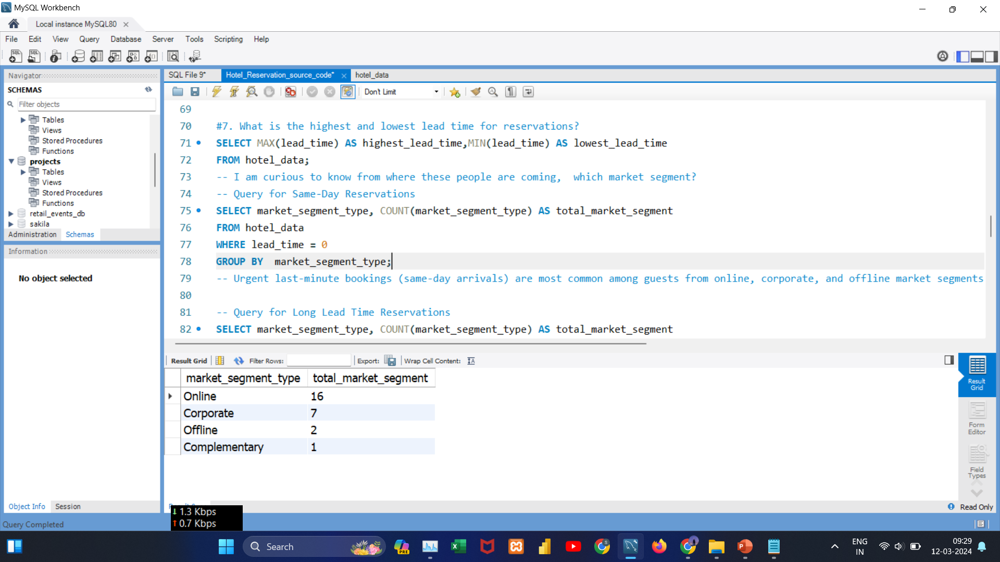 MySQL Workbench
Local instance MySQL80
File Edit View Query Database Server Tools Scripting Help
Navigator
SCHEMAS
Filter objects
Tables
Views
Stored Procedures
Functions
projects
Tables
Views
Stored Procedures
Functions
retail_events_db
sakila
Administration Schemas
Information
No object selected
Object Info Session
Query Completed
SQL File 9* Hotel_Reservation_source_code* hotel_data
Don't Limit
69
70 #7. What is the highest and lowest lead time for reservations?
71 SELECT MAX(lead_time) AS highest_lead_time,MIN(lead_time) AS lowest_lead_time
72 FROM hotel_data;
73 -- I am curious to know from where these people are coming,  which market segment?
74 -- Query for Same-Day Reservations
75 SELECT market_segment_type, COUNT(market_segment_type) AS total_market_segment
76 FROM hotel_data
77 WHERE lead_time = 0
78 GROUP BY  market_segment_type;
79 -- Urgent last-minute bookings (same-day arrivals) are most common among guests from online, corporate, and offline market segments
80
81 -- Query for Long Lead Time Reservations
82 SELECT market_segment_type, COUNT(market_segment_type) AS total_market_segment
Result Grid Filter Rows: Export: Wrap Cell Content:
market_segment_type total_market_segment
Online 16
Corporate 7
Offline 2
Complementary 1
Result Grid
Form Editor
Field Types
Read Only
1.3 Kbps
0.7 Kbps
Search
PRE
ENG
IN
09:29
12-03-2024